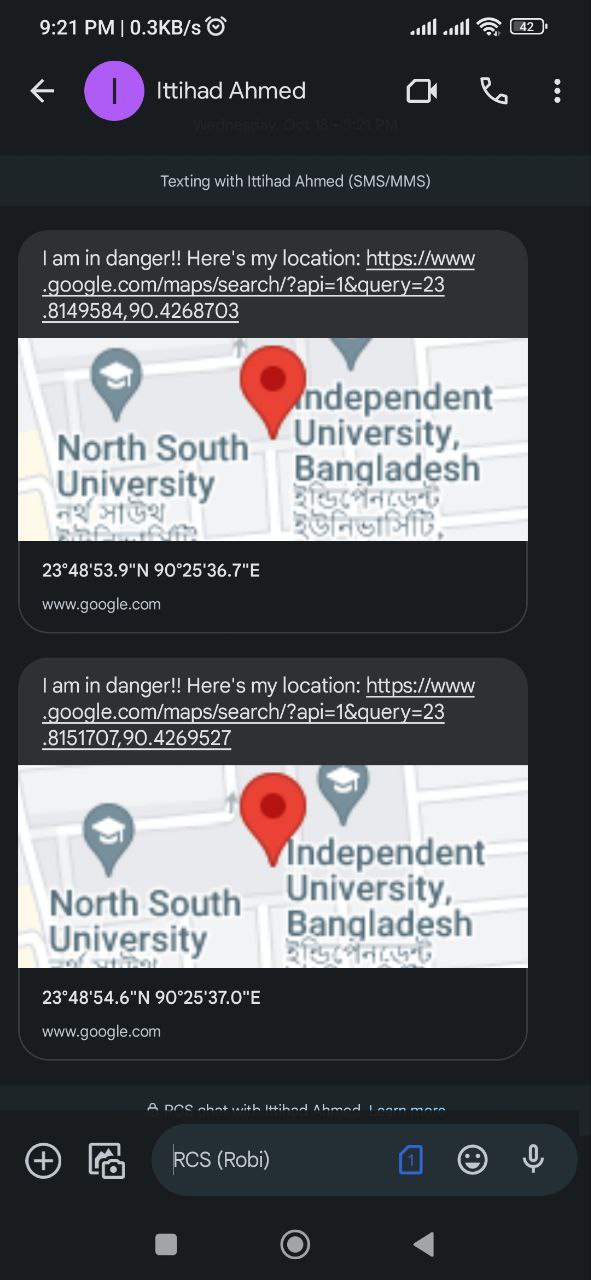 9:21 PM | 0.3KB/s
42
I
Ittihad Ahmed
Wednesday, Oct 18 • 3:21 PM
Texting with Ittihad Ahmed (SMS/MMS)
I am in danger!! Here's my location: https://www
.google.com/maps/search/?api=1&query=23
.8149584,90.4268703
North South
University
নর্থ সাউথ
ইউনিভার্সিটি
Independent
University,
Bangladesh
ইন্ডিপেন্ডেন্ট
ইউনিভার্সিটি,
23°48'53.9"N 90°25'36.7"E
www.google.com
I am in danger!! Here's my location: https://www
.google.com/maps/search/?api=1&query=23
.8151707,90.4269527
North South
University
নর্থ সাউথ
Independent
University,
Bangladesh
ইন্ডিপেন্ডেন্ট
23°48'54.6"N 90°25'37.0"E
www.google.com
RCS chat with Ittihad Ahmed. Learn more
RCS (Robi)
1